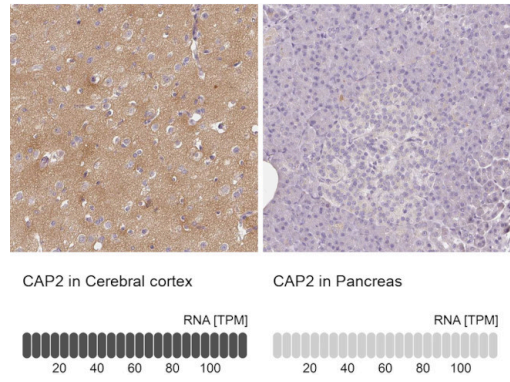 CAP2 in Cerebral cortex
CAP2 in Pancreas
RNA [TPM]
RNA [TPM]
20 40 60 80 100
20 40 60 80 100